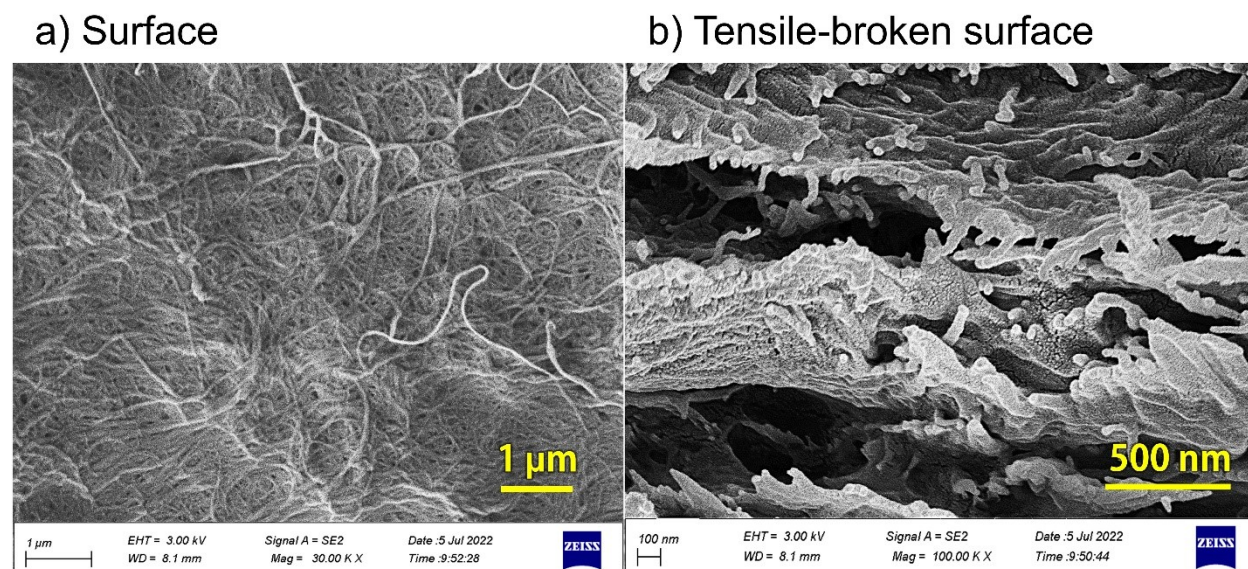 a) Surface
b) Tensile-broken surface
1 µm
500 nm
1 µm
EHT = 3.00 kV
Signal A = SE2
Date :5 Jul 2022
WD = 8.1 mm
Mag = 30.00 K X
Time :9:52:28
ZEISS
100 nm
EHT = 3.00 kV
Signal A = SE2
Date :5 Jul 2022
WD = 8.1 mm
Mag = 100.00 K X
Time :9:50:44
ZEISS